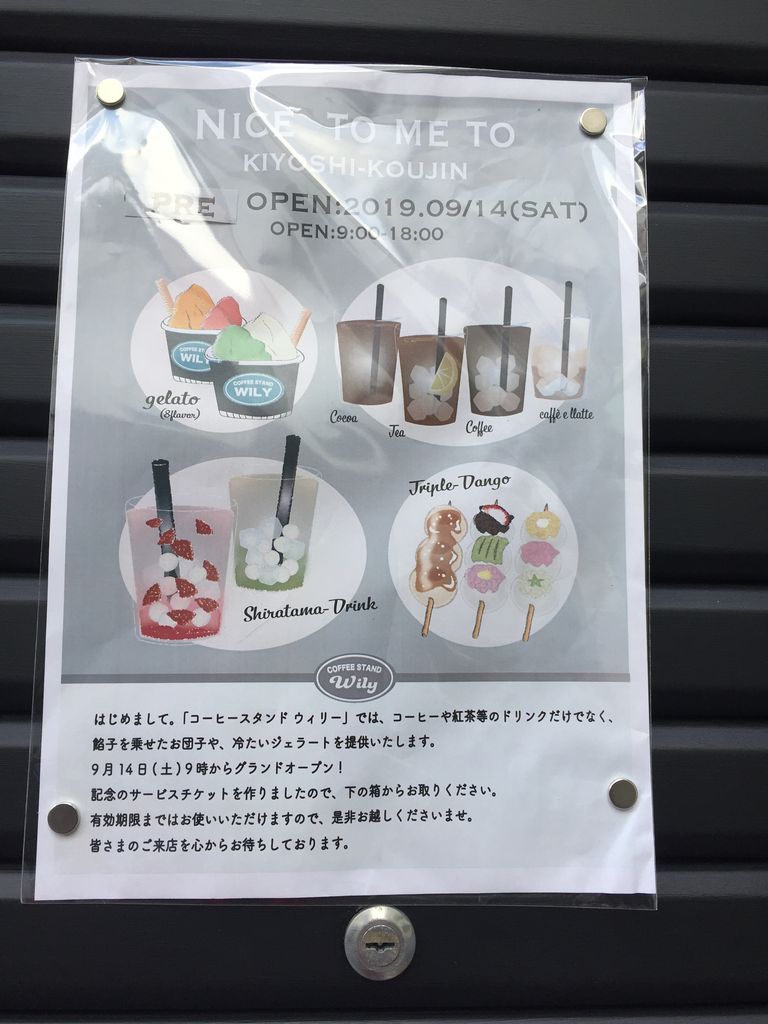 NICE TO ME TO
KIYOSHI-KOUJIN
PRE OPEN:2019.09/14(SAT)
OPEN:9:00-18:00
COFFEE STAND
WILY
COFFEE STAND
WILY
gelato
(8flavor)
Cocoa
Tea
Coffee
caffè e llatte
Shiratama-Drink
Triple-Dango
COFFEE STAND
Wily
はじめまして。「コーヒースタンド ウィリー」では、コーヒーや紅茶等のドリンクだけでなく、
餡子を乗せたお団子や、冷たいジェラートを提供いたします。
9月14日(土)9時からグランドオープン!
記念のサービスチケットを作りましたので、下の箱からお取りください。
有効期限まではお使いいただけますので、是非お越しくださいませ。
皆さまのご来店を心からお待ちしております。